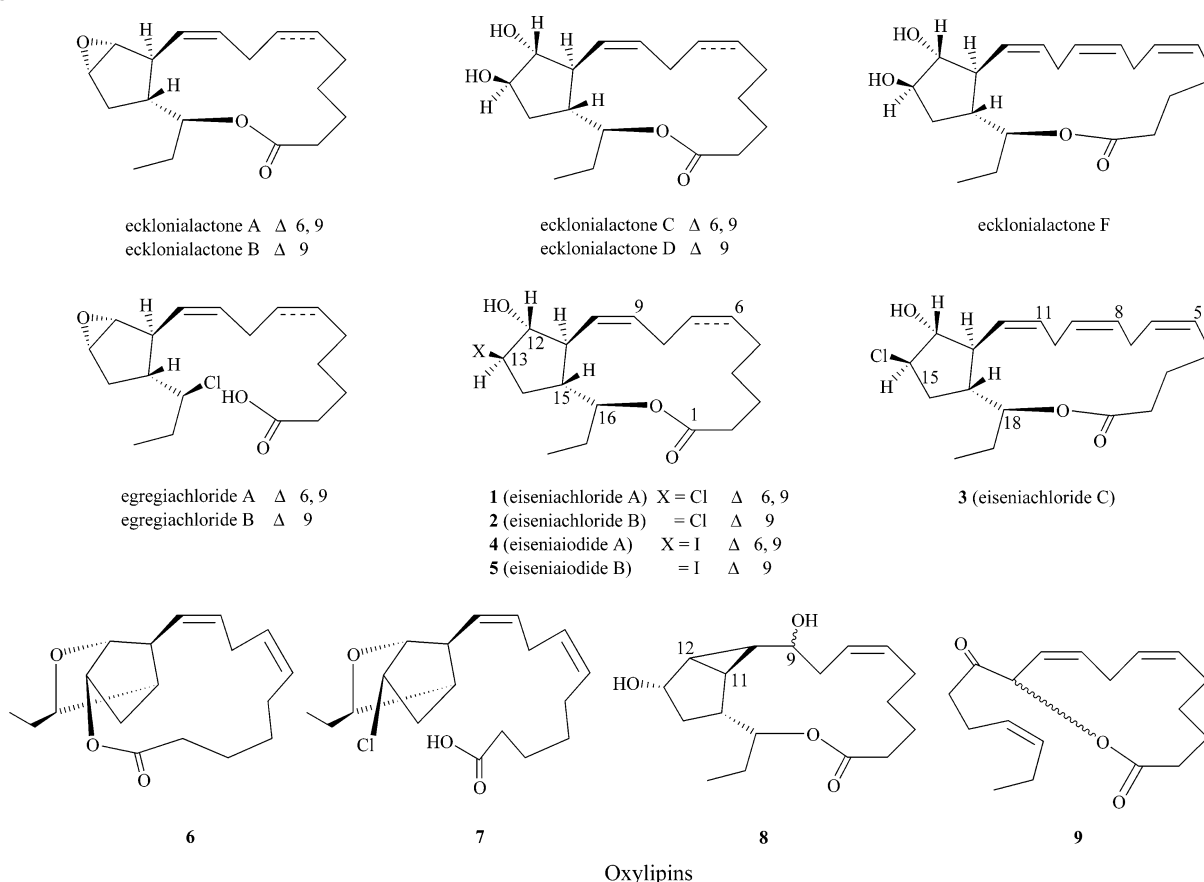 H
O
H
O
O
ecklonialactone A Δ 6, 9
ecklonialactone B Δ 9
HO H
H
HO
H
H
O
O
ecklonialactone C Δ 6, 9
ecklonialactone D Δ 9
HO H
H
HO
H
H
O
O
ecklonialactone F
H
O
H
Cl
HO
O
egregiachloride A Δ 6, 9
egregiachloride B Δ 9
HO H
H 9 6
X 12
13
H
H
15
O
16 1
O
1 (eiseniachloride A) X = Cl Δ 6, 9
2 (eiseniachloride B) = Cl Δ 9
4 (eiseniaiodide A) X = I Δ 6, 9
5 (eiseniaiodide B) = I Δ 9
HO H
H 11 8 5
Cl
H 15
H
O
18
O
3 (eiseniachloride C)
O
O
O
6
O
Cl
HO
O
7
OH
12 9
HO 11
O
O
8
O
O
O
9
Oxylipins